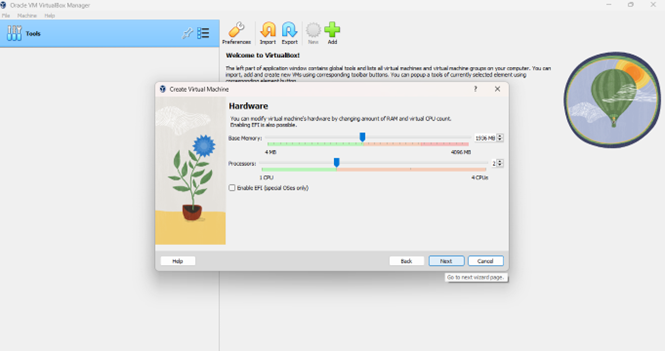 Oracle VM VirtualBox Manager
File Machine Help
Tools
Preferences Import Export New Add
Welcome to VirtualBox!
The left part of application window contains global tools and lists all virtual machines and virtual machine groups on your computer. You can
import, add and create new VMs using corresponding toolbar buttons. You can popup a tools of currently selected element using
corresponding element button.
Create Virtual Machine
Hardware
You can modify virtual machine's hardware by changing amount of RAM and virtual CPU count.
Enabling EFI is also possible.
Base Memory:
1536 MB
4 MB 4096 MB
Processors:
2
1 CPU 4 CPUs
Enable EFI (special OSes only)
Help Back Next Cancel
Go to next wizard page.